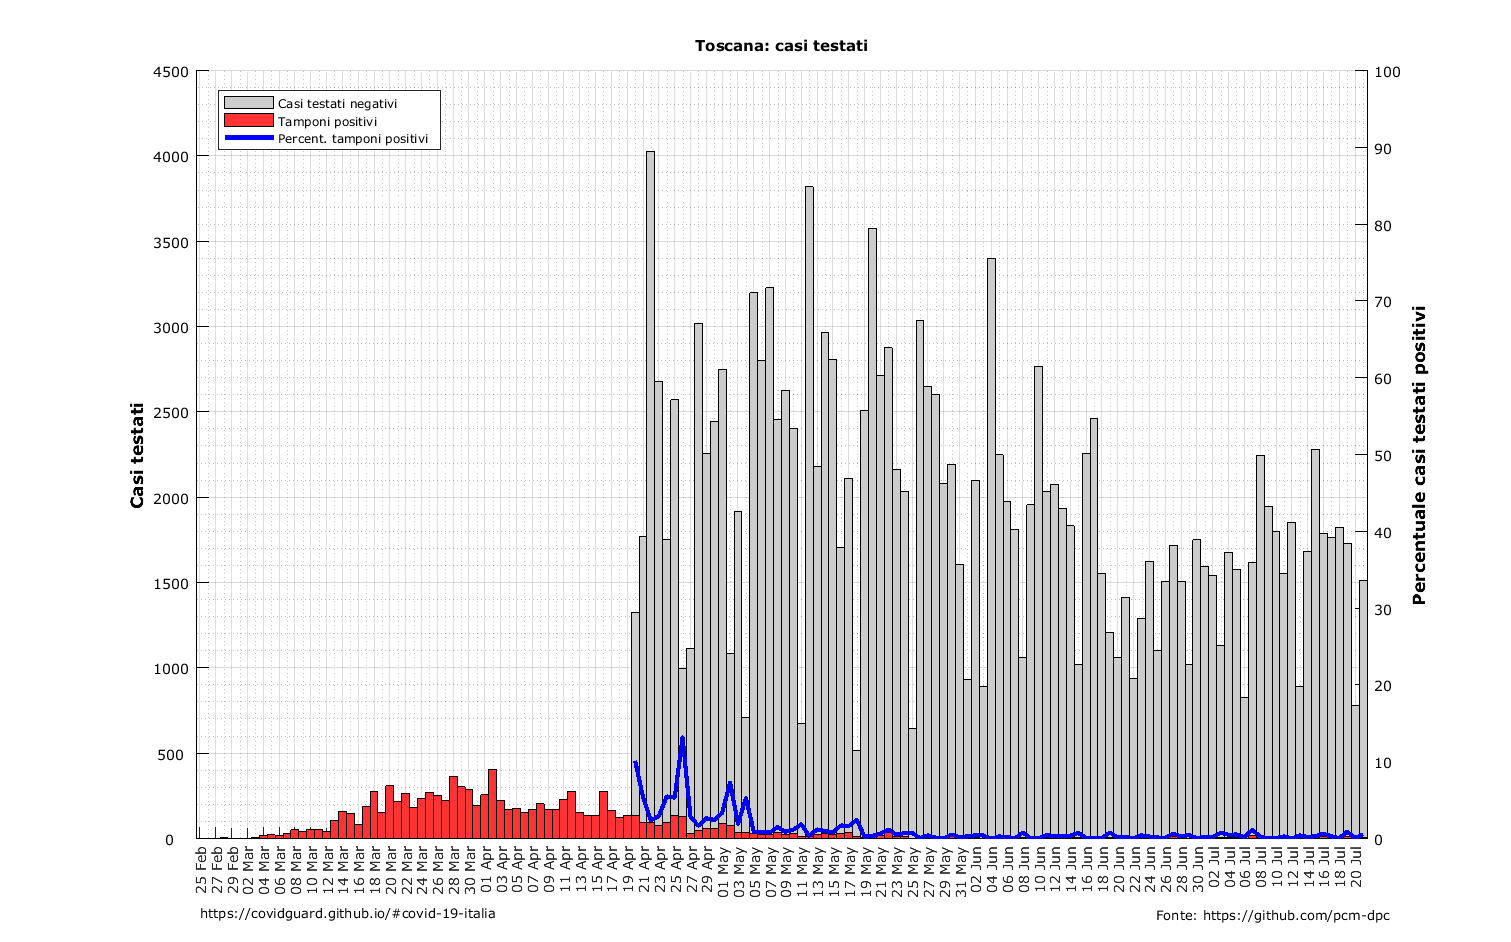 Toscana: casi testati
Casi testati negativi
Tamponi positivi
Percent. tamponi positivi
Casi testati
4500
4000
3500
3000
2500
2000
1500
1000
500
0
100
90
80
70
60
50
40
30
20
10
0
Percentuale casi testati positivi
25 Feb
27 Feb
29 Feb
02 Mar
04 Mar
06 Mar
08 Mar
10 Mar
12 Mar
14 Mar
16 Mar
18 Mar
20 Mar
22 Mar
24 Mar
26 Mar
28 Mar
30 Mar
01 Apr
03 Apr
05 Apr
07 Apr
09 Apr
11 Apr
13 Apr
15 Apr
17 Apr
19 Apr
21 Apr
23 Apr
25 Apr
27 Apr
29 Apr
01 May
03 May
05 May
07 May
09 May
11 May
13 May
15 May
17 May
19 May
21 May
23 May
25 May
27 May
29 May
31 May
02 Jun
04 Jun
06 Jun
08 Jun
10 Jun
12 Jun
14 Jun
16 Jun
18 Jun
20 Jun
22 Jun
24 Jun
26 Jun
28 Jun
30 Jun
02 Jul
04 Jul
06 Jul
08 Jul
10 Jul
12 Jul
14 Jul
16 Jul
18 Jul
20 Jul
https://covidguard.github.io/#covid-19-italia
Fonte: https://github.com/pcm-dpc